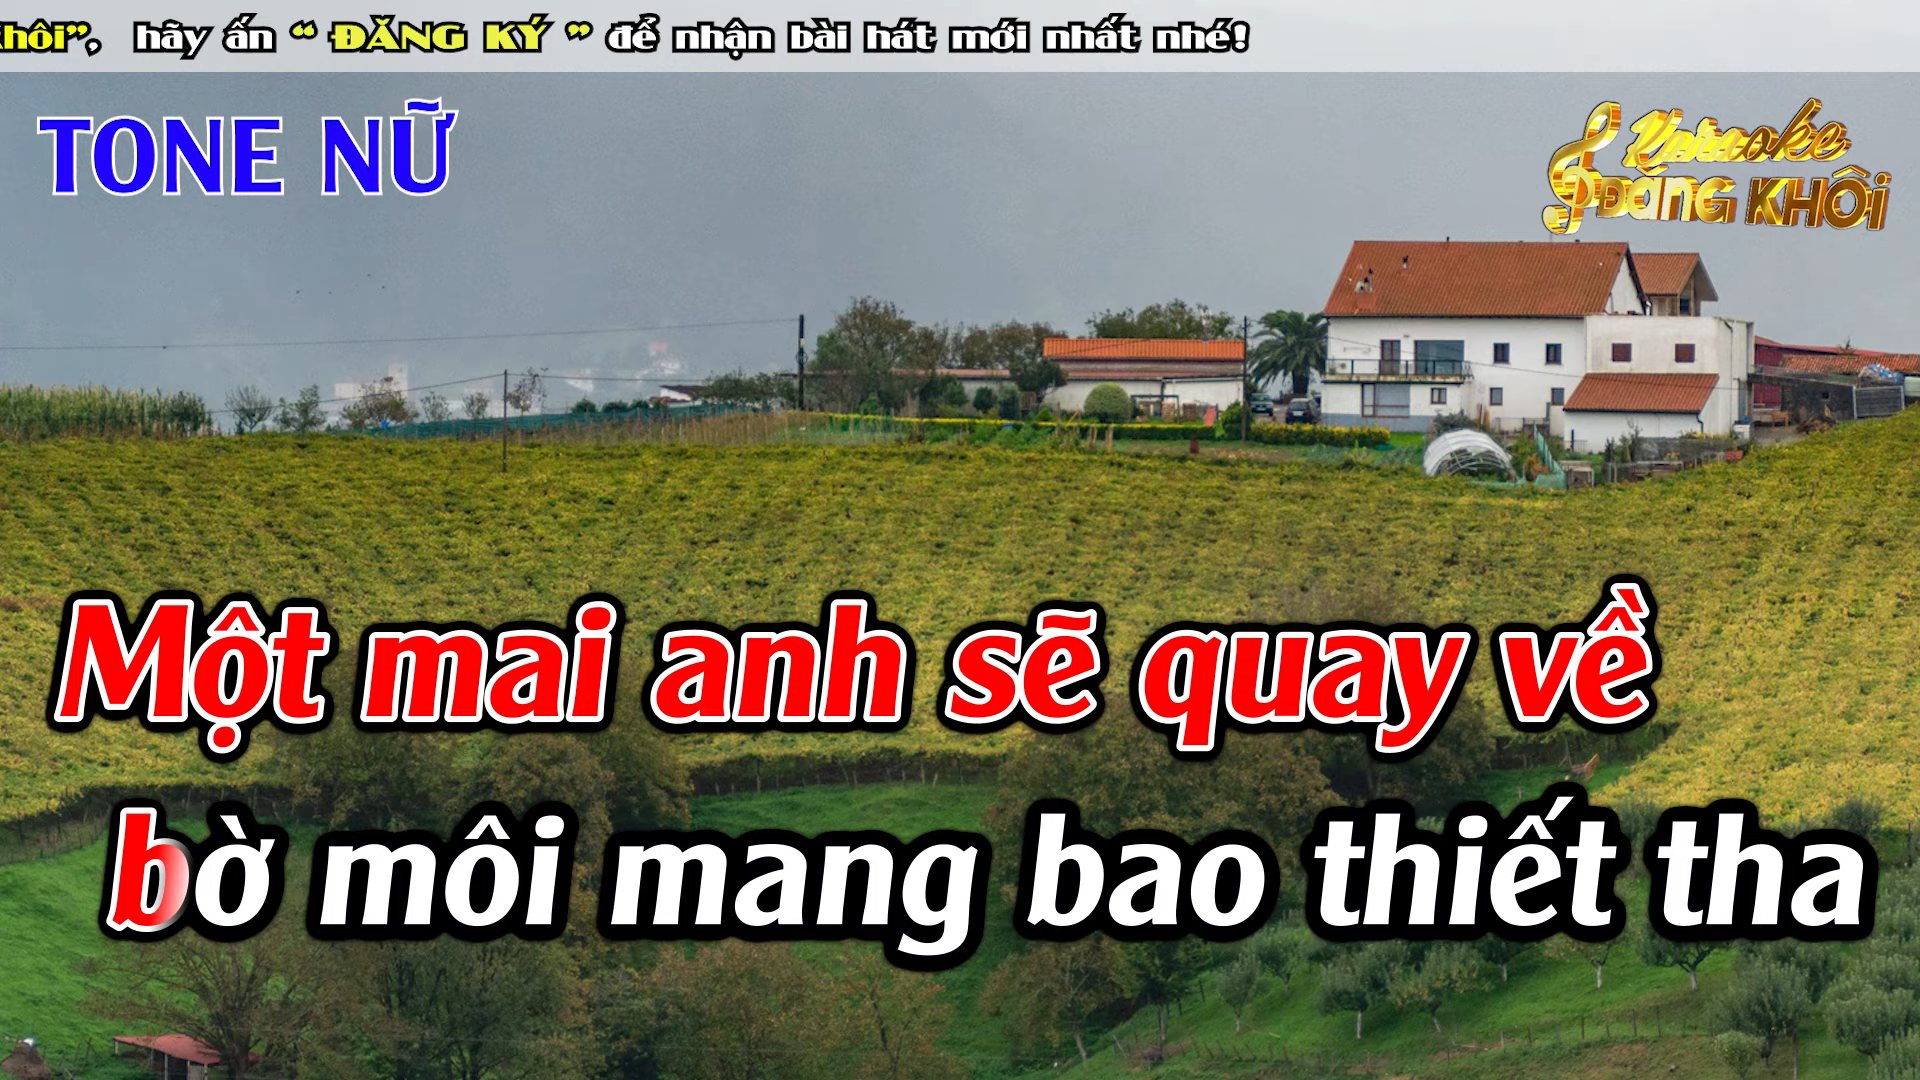 khôi”, hãy ấn “ ĐĂNG KÝ ” để nhận bài hát mới nhất nhé!
TONE NỮ
Karaoke
ĐĂNG KHÔI
Một mai anh sẽ quay về
bờ môi mang bao thiết tha